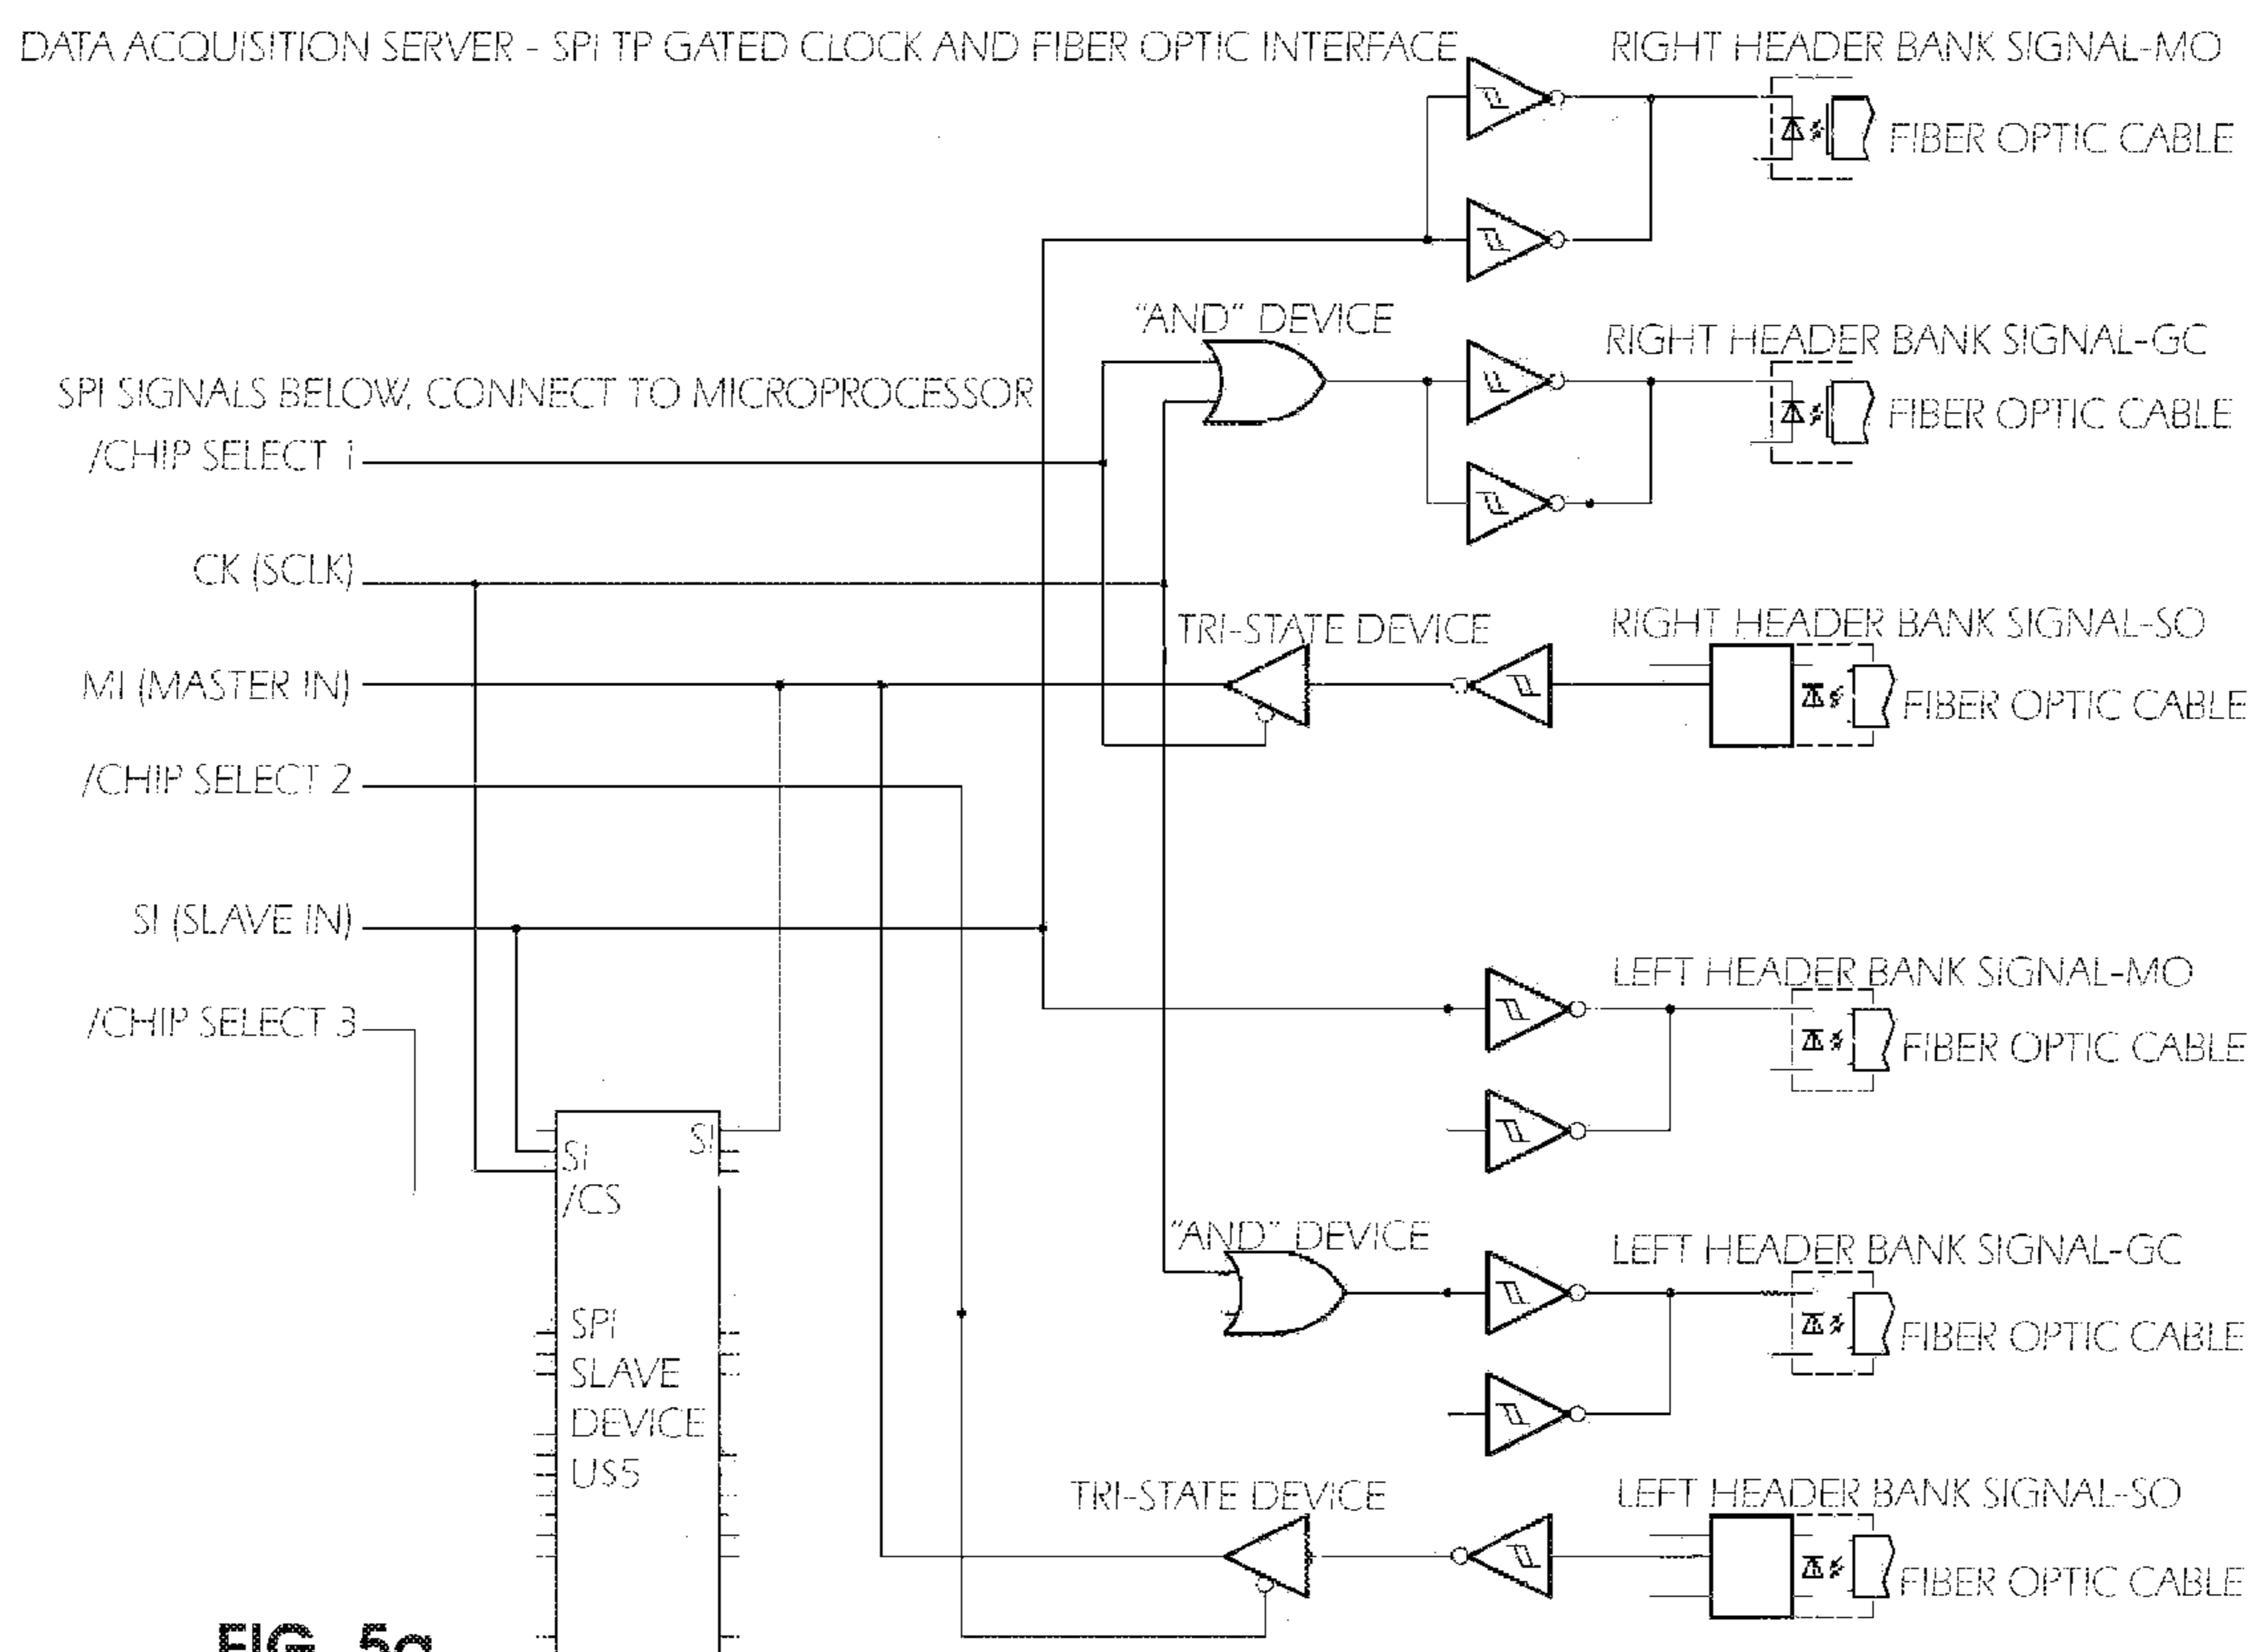 DATA ACQUISITION SERVER - SPI TP GATED CLOCK AND FIBER OPTIC INTERFACE
RIGHT HEADER BANK SIGNAL-MO
FIBER OPTIC CABLE
"AND" DEVICE
RIGHT HEADER BANK SIGNAL-GC
FIBER OPTIC CABLE
SPI SIGNALS BELOW, CONNECT TO MICROPROCESSOR
/CHIP SELECT 1
CK (SCLK)
TRI-STATE DEVICE
RIGHT HEADER BANK SIGNAL-SO
MI (MASTER IN)
FIBER OPTIC CABLE
/CHIP SELECT 2
SI (SLAVE IN)
LEFT HEADER BANK SIGNAL-MO
/CHIP SELECT 3
FIBER OPTIC CABLE
SI
SI
/CS
"AND" DEVICE
LEFT HEADER BANK SIGNAL-GC
SPI
FIBER OPTIC CABLE
SLAVE
DEVICE
US5
TRI-STATE DEVICE
LEFT HEADER BANK SIGNAL-SO
FIBER OPTIC CABLE
FIG. 5a